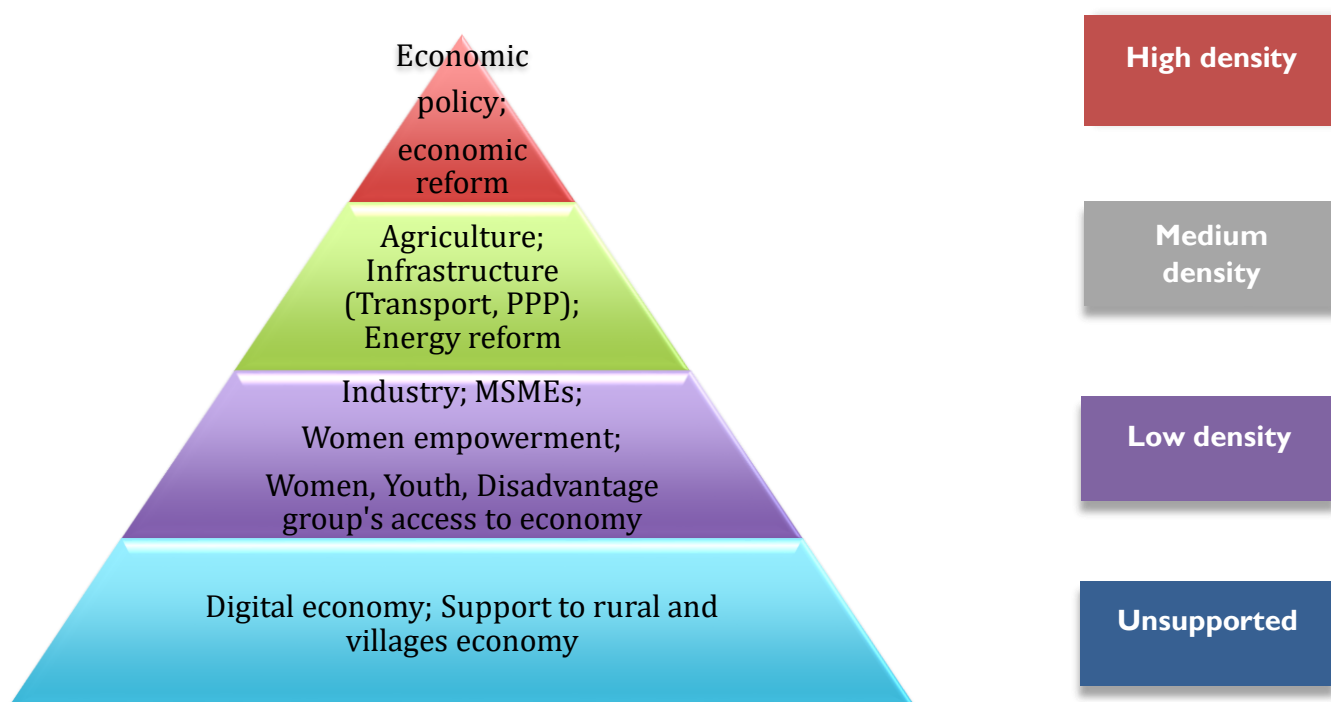 Economic
policy;
economic
reform
High density
Agriculture;
Infrastructure
(Transport, PPP);
Energy reform
Medium
density
Industry; MSMEs;
Women empowerment;
Women, Youth, Disadvantage
group's access to economy
Low density
Digital economy; Support to rural and
villages economy
Unsupported